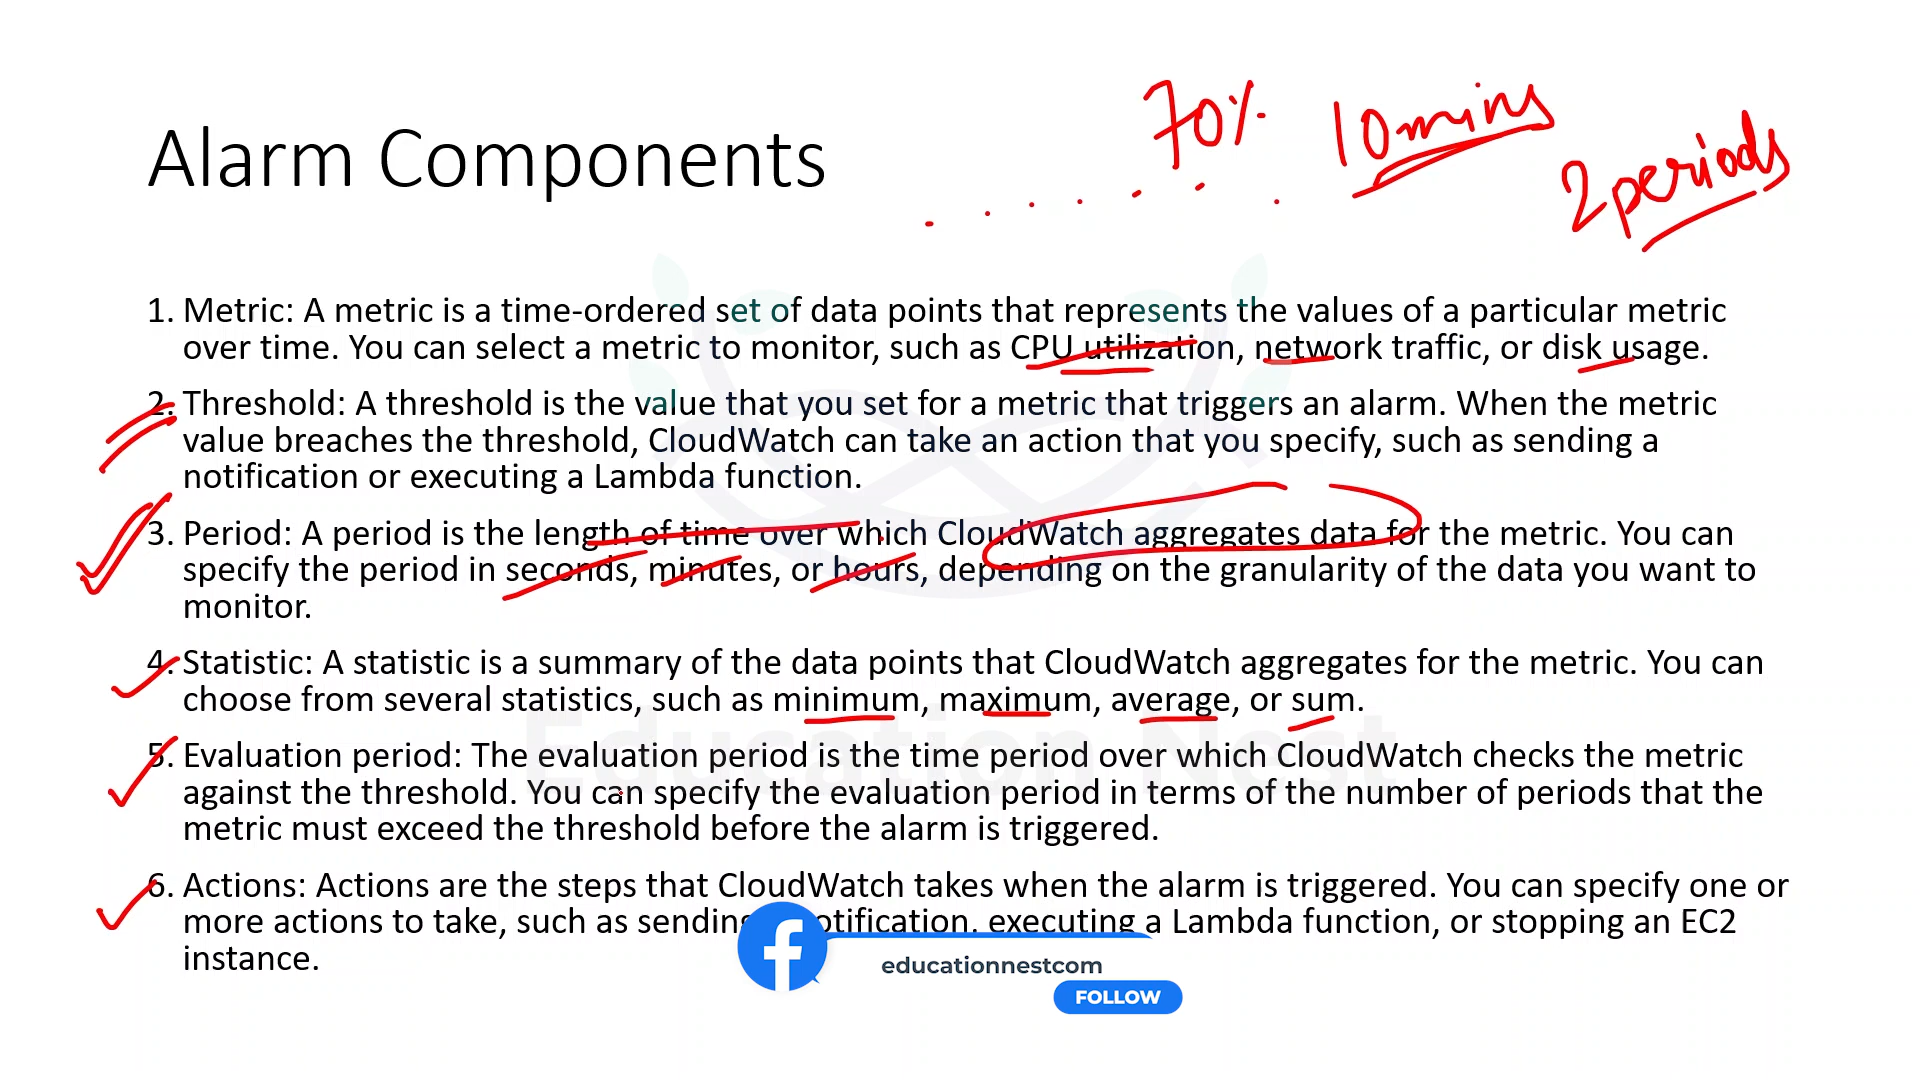 70% 10 mins
2 periods
Alarm Components
1. Metric: A metric is a time-ordered set of data points that represents the values of a particular metric
over time. You can select a metric to monitor, such as CPU utilization, network traffic, or disk usage.
2. Threshold: A threshold is the value that you set for a metric that triggers an alarm. When the metric
value breaches the threshold, CloudWatch can take an action that you specify, such as sending a
notification or executing a Lambda function.
3. Period: A period is the length of time over which CloudWatch aggregates data for the metric. You can
specify the period in seconds, minutes, or hours, depending on the granularity of the data you want to
monitor.
4. Statistic: A statistic is a summary of the data points that CloudWatch aggregates for the metric. You can
choose from several statistics, such as minimum, maximum, average, or sum.
Education Nest
5. Evaluation period: The evaluation period is the time period over which CloudWatch checks the metric
against the threshold. You can specify the evaluation period in terms of the number of periods that the
metric must exceed the threshold before the alarm is triggered.
6. Actions: Actions are the steps that CloudWatch takes when the alarm is triggered. You can specify one or
more actions to take, such as sending notification, executing a Lambda function, or stopping an EC2
instance.
educationnestcom
FOLLOW